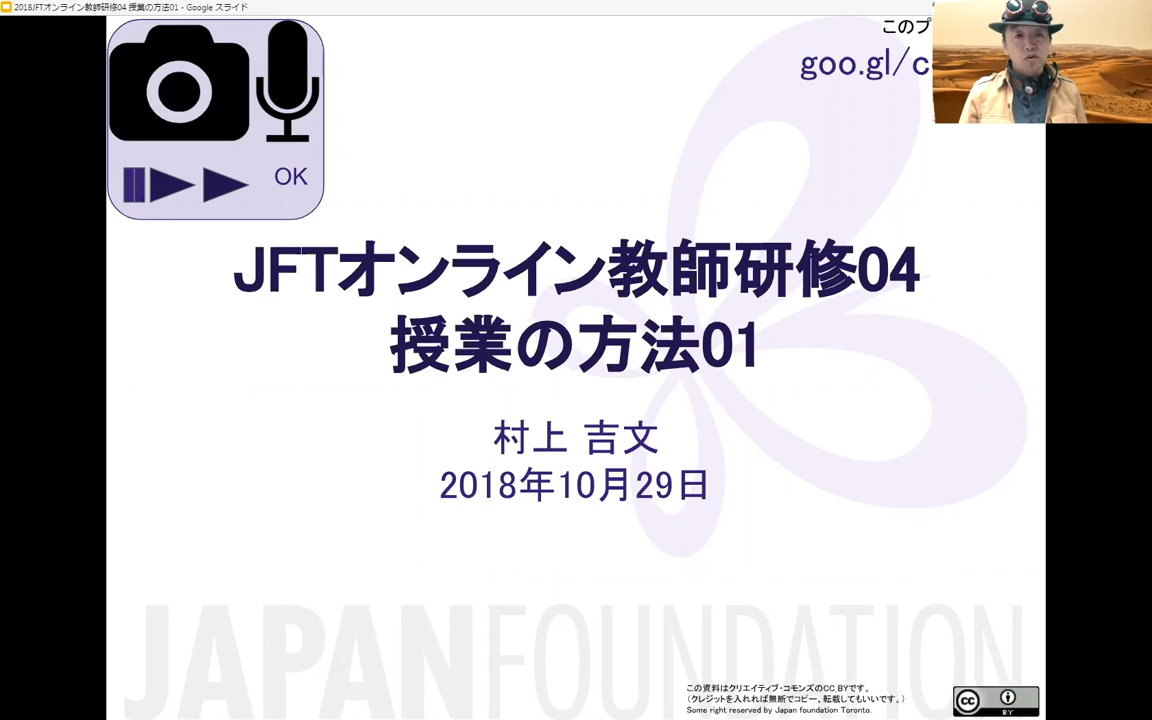 2018JFTオンライン教師研修04 授業の方法01 - Google スライド
このプ
goo.gl/c
OK
JFTオンライン教師研修04
授業の方法01
村上 吉文
2018年10月29日
JAPANFOUNDATION
この資料はクリエイティブ・コモンズのCC_BYです。
（クレジットを入れれば無断でコピー、転載してもいいです。）
Some right reserved by Japan foundation Toronto.
cc
BY